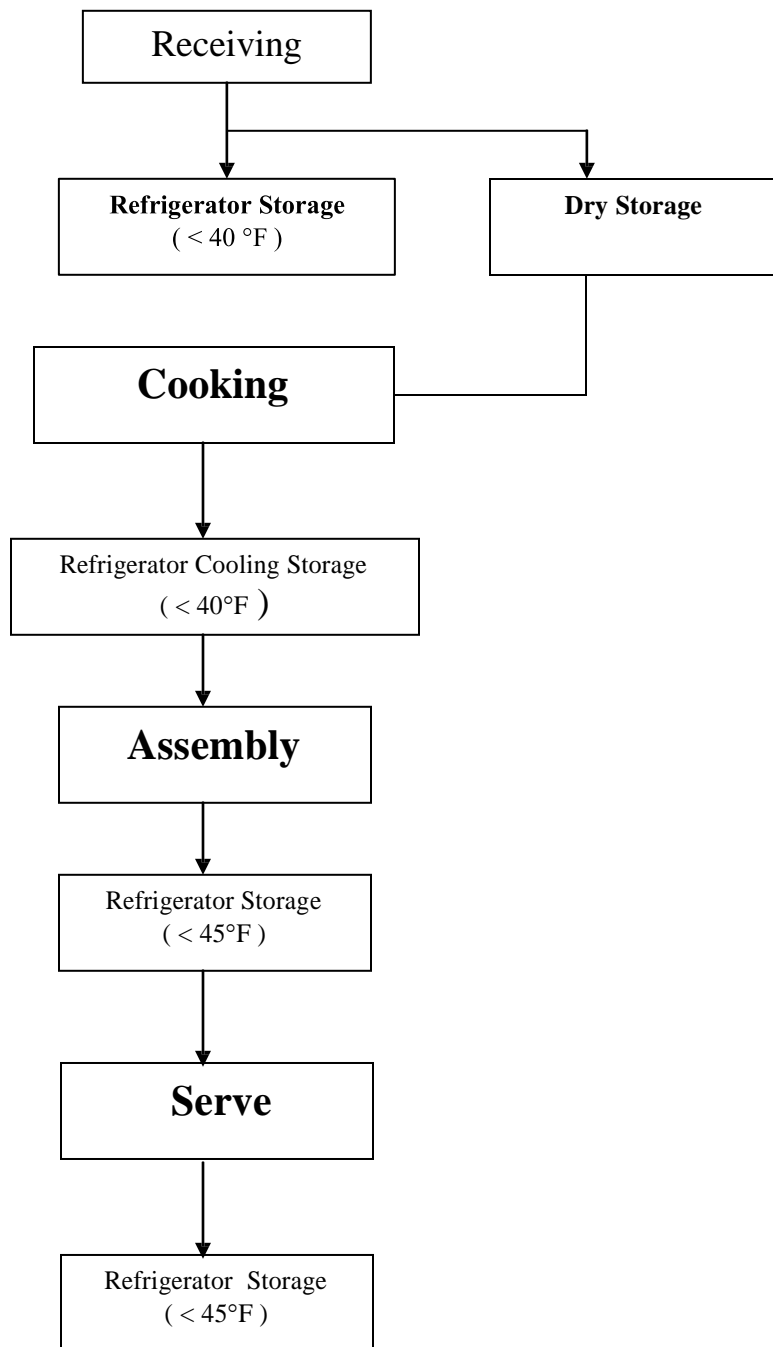 Receiving
Refrigerator Storage
( < 40 °F )
Dry Storage
Cooking
Refrigerator Cooling Storage
( < 40°F )
Assembly
Refrigerator Storage
( < 45°F )
Serve
Refrigerator Storage
( < 45°F )